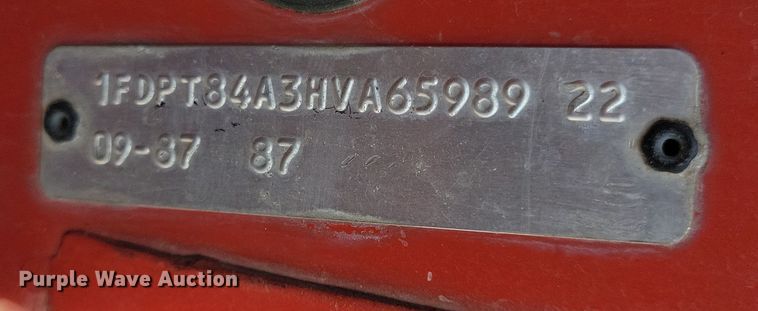 1FDPT84A3HVA65989 22
09-87 87
Purple Wave Auction